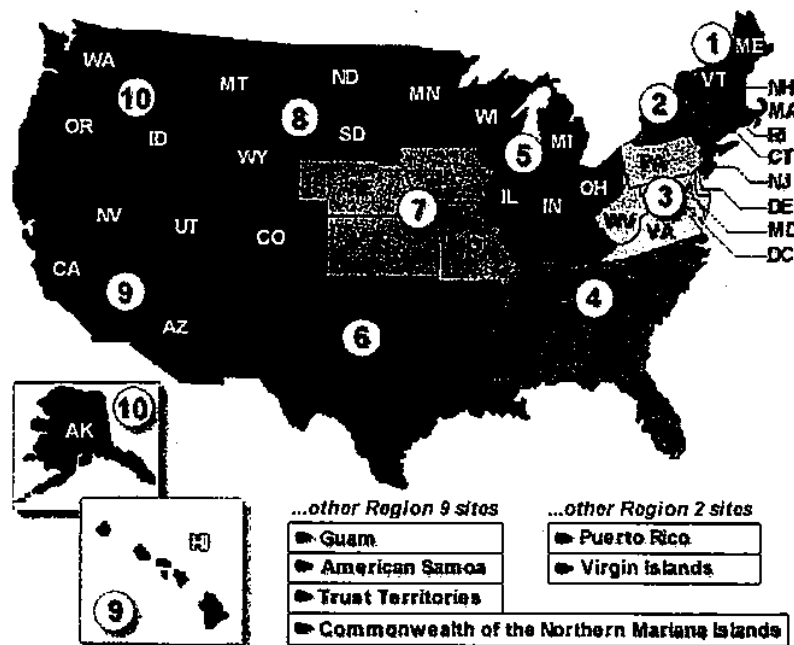 1
ME
WA
VT
MT
ND
NH
10
MN
2
MA
8
WI
OR
RI
ID
SD
5
MI
CT
PA
WY
NJ
OH
7
IL
IN
3
DE
NV
WV
MD
UT
VA
CO
DC
CA
9
4
AZ
6
10
AK
...other Region 9 sites
...other Region 2 sites
Guam
Puerto Rico
HI
American Samoa
Virgin Islands
Trust Territories
9
Commonwealth of the Northern Mariana Islands